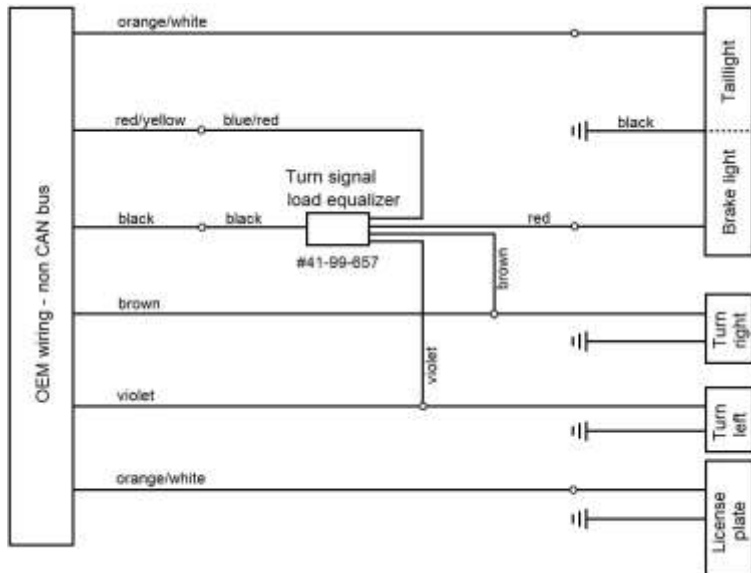 orange/white
Taillight
red/yellow
blue/red
black
Turn signal
load equalizer
Brake light
black
black
red
#41-99-657
brown
OEM wiring - non CAN bus
brown
Turn
right
violet
violet
Turn
left
orange/white
License
plate